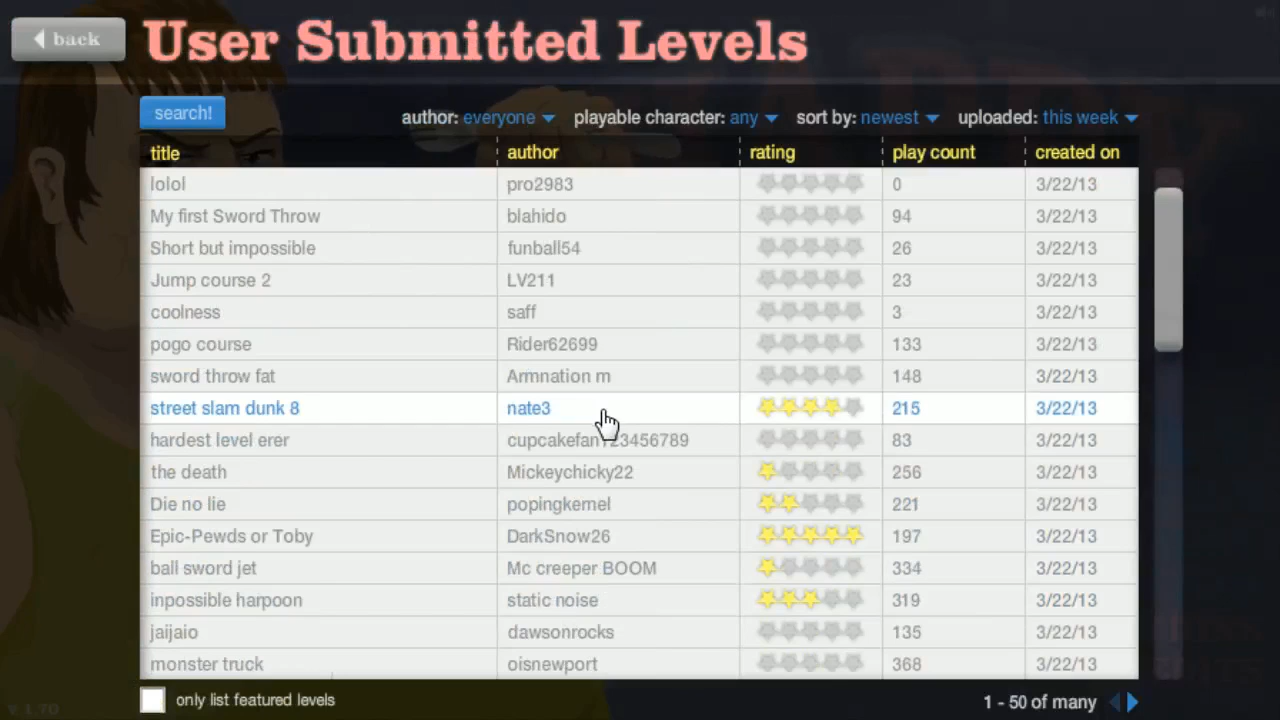 back
User Submitted Levels
search!
author: everyone playable character: any sort by: newest uploaded: this week
title author rating play count created on
lolol pro2983 0 3/22/13
My first Sword Throw blahido 94 3/22/13
Short but impossible funball54 26 3/22/13
Jump course 2 LV211 23 3/22/13
coolness saff 3 3/22/13
pogo course Rider62699 133 3/22/13
sword throw fat Armnation m 148 3/22/13
street slam dunk 8 nate3 215 3/22/13
hardest level erer cupcakefan123456789 83 3/22/13
the death Mickeychicky22 256 3/22/13
Die no lie popingkernel 221 3/22/13
Epic-Pewds or Toby DarkSnow26 197 3/22/13
ball sword jet Mc creeper BOOM 334 3/22/13
inpossible harpoon static noise 319 3/22/13
jaijaio dawsonrocks 135 3/22/13
monster truck oisnewport 368 3/22/13
only list featured levels
1 - 50 of many
v 1.70